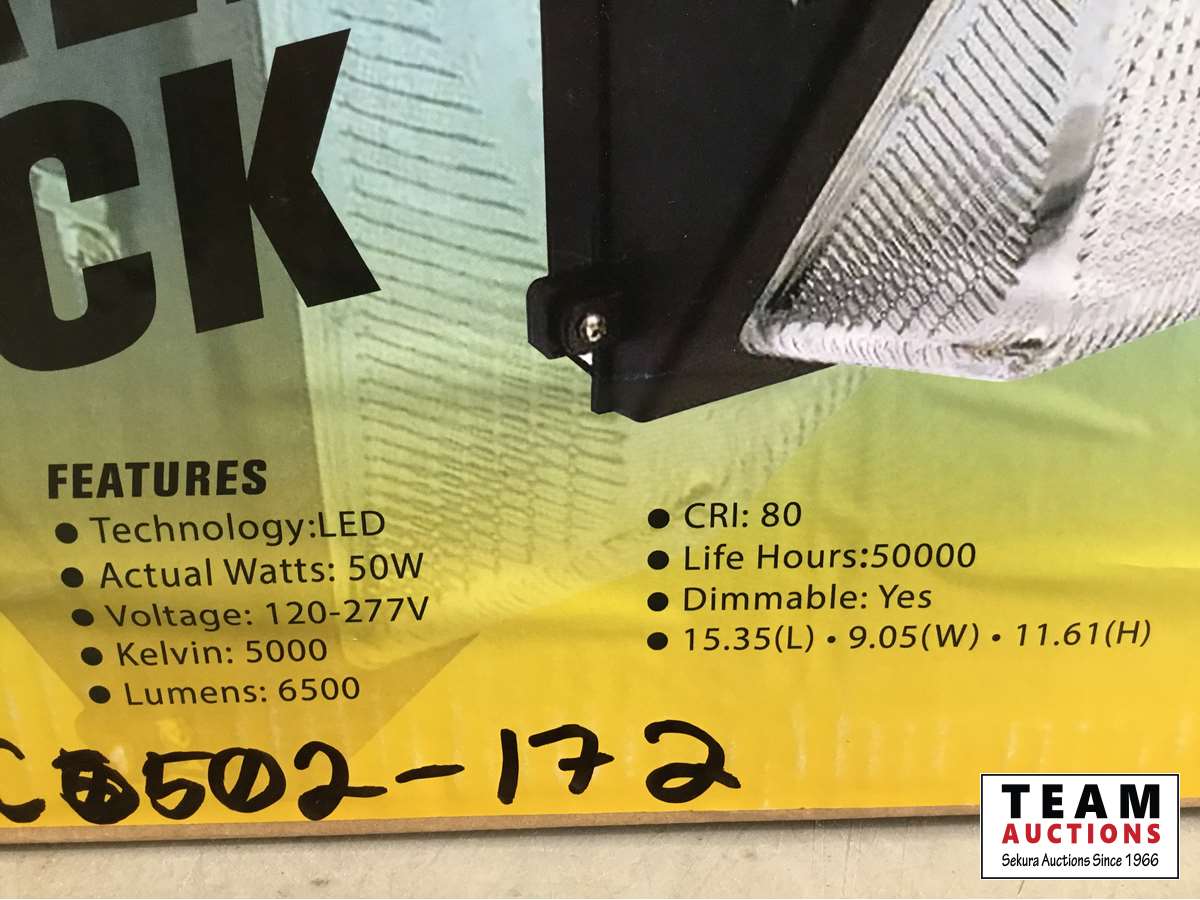 CK
FEATURES
● Technology:LED
● Actual Watts: 50W
● Voltage: 120-277V
● Kelvin: 5000
● Lumens: 6500
● CRI: 80
● Life Hours:50000
● Dimmable: Yes
● 15.35(L) • 9.05(W) • 11.61(H)
502-172
TEAM
AUCTIONS
Sekura Auctions Since 1966